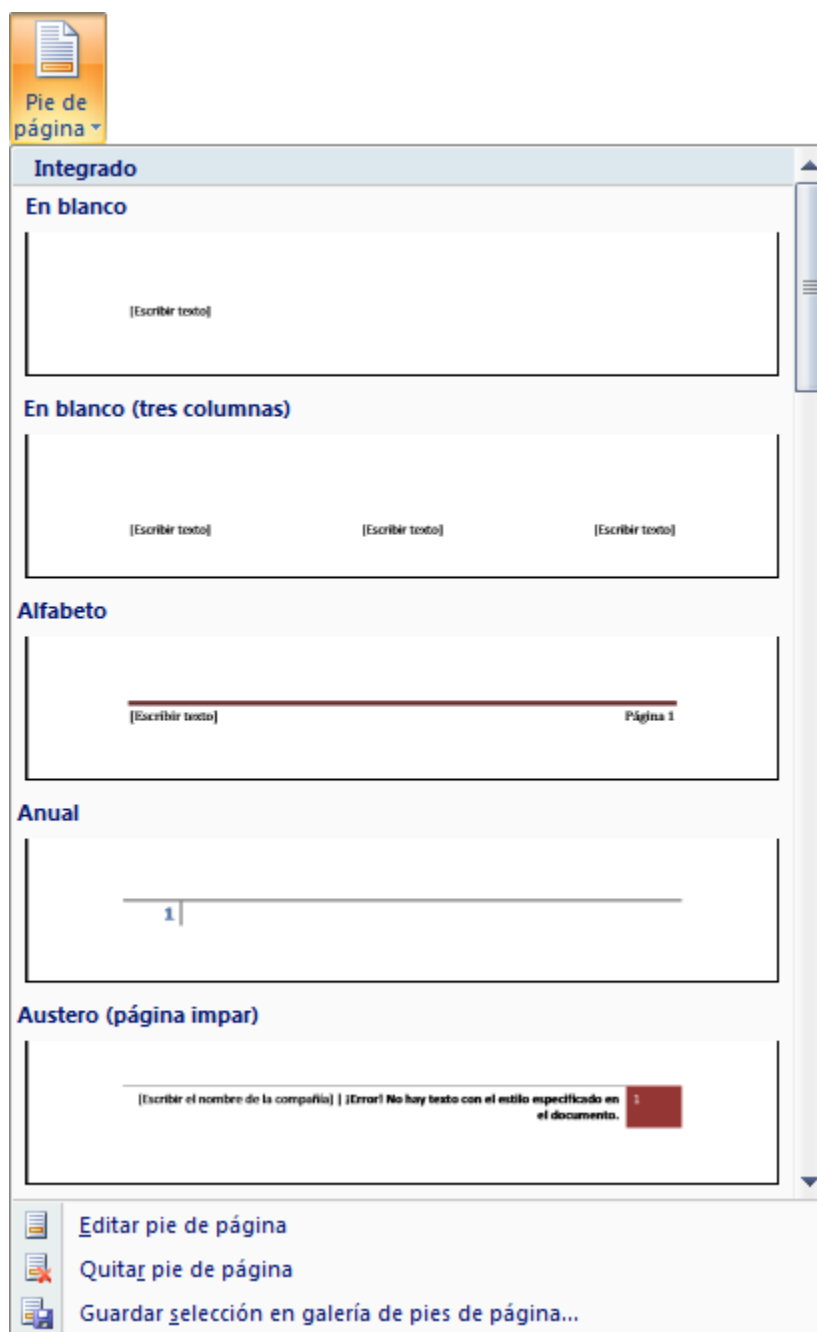 Pie de
página
Integrado
En blanco
[Escribir texto]
En blanco (tres columnas)
[Escribir texto] [Escribir texto] [Escribir texto]
Alfabeto
[Escribir texto] Página 1
Anual
1
Austero (página impar)
[Escribir el nombre de la compañía] | ¡Error! No hay texto con el estilo especificado en 1
el documento.
Editar pie de página
Quitar pie de página
Guardar selección en galería de pies de página...